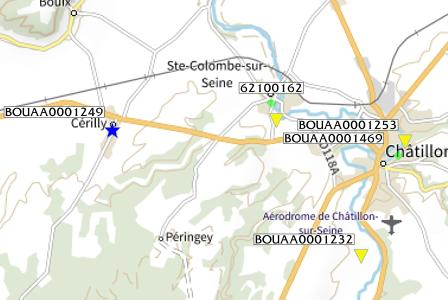 Bouix
Ste-Colombe-sur-
Seine
62100162
BOUAA0001249
Cérilly
BOUAA0001253
BOUAA0001469
D118A
Châtillon
Aérodrome de Châtillon-
sur-Seine
Péringey
BOUAA0001232